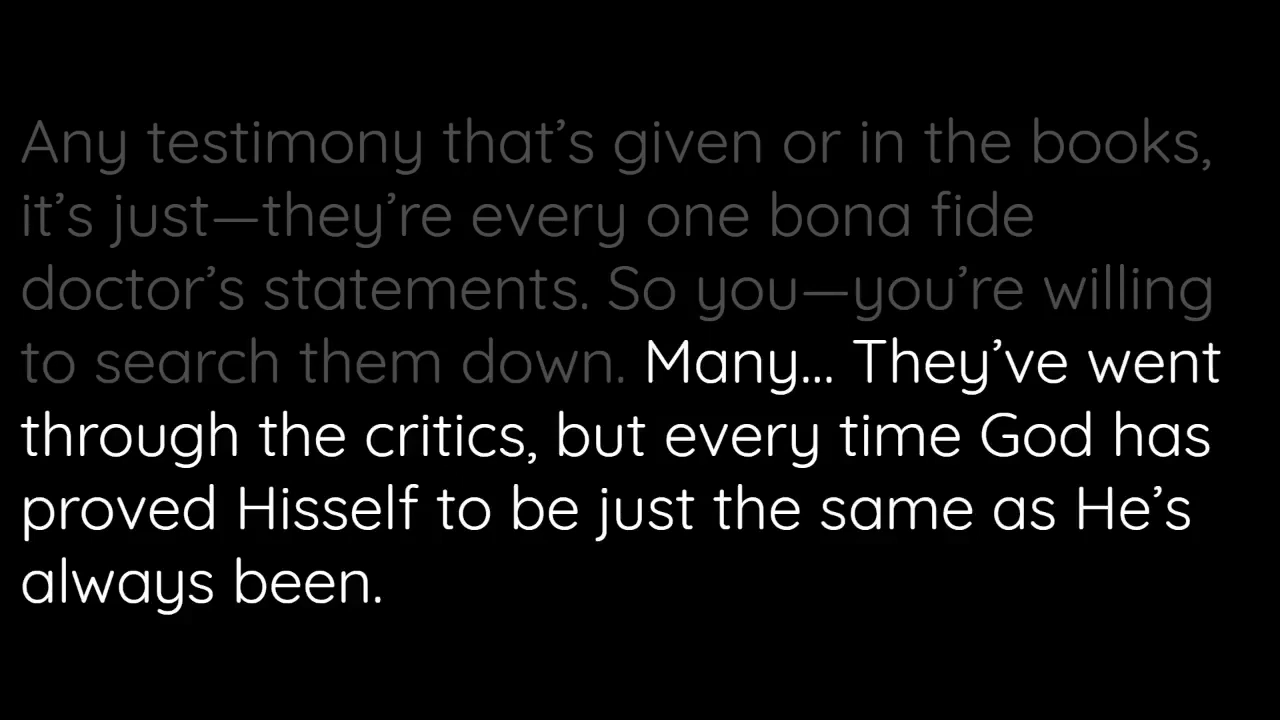 Any testimony that’s given or in the books,
it’s just—they’re every one bona fide
doctor’s statements. So you—you’re willing
to search them down. Many... They’ve went
through the critics, but every time God has
proved Hisself to be just the same as He’s
always been.